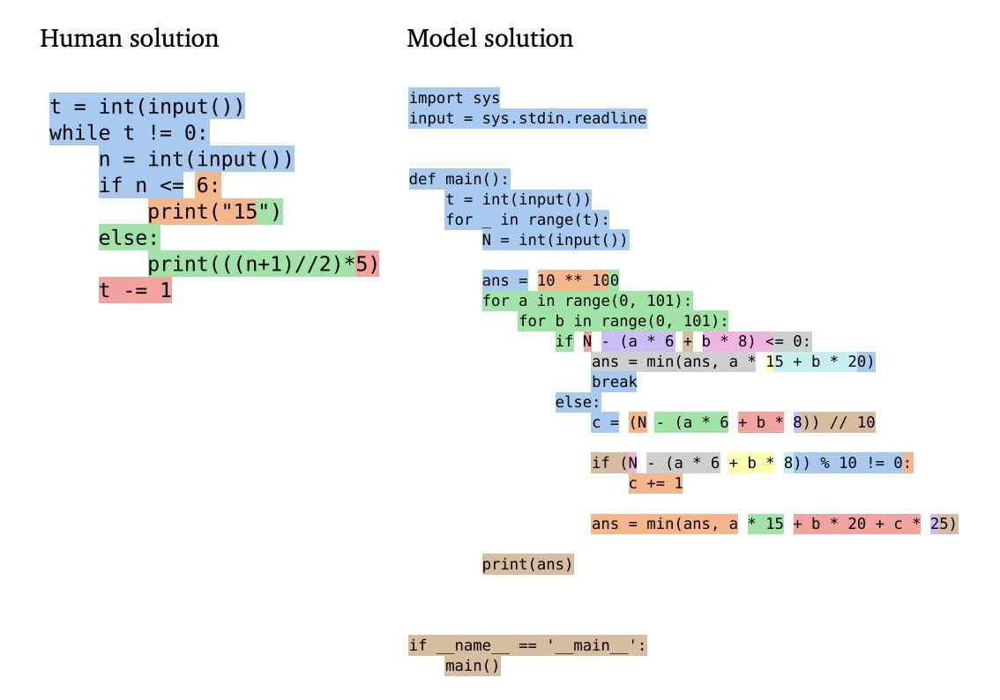 Human solution
t = int(input())
while t != 0:
    n = int(input())
    if n <= 6:
        print("15")
    else:
        print(((n+1)//2)*5)
    t -= 1
Model solution
import sys
input = sys.stdin.readline
def main():
    t = int(input())
    for _ in range(t):
        N = int(input())
        ans = 10 ** 100
        for a in range(0, 101):
            for b in range(0, 101):
                if N - (a * 6 + b * 8) <= 0:
                    ans = min(ans, a * 15 + b * 20)
                    break
                else:
                    c = (N - (a * 6 + b * 8)) // 10
                    if (N - (a * 6 + b * 8)) % 10 != 0:
                        c += 1
                    ans = min(ans, a * 15 + b * 20 + c * 25)
        print(ans)
if __name__ == '__main__':
    main()